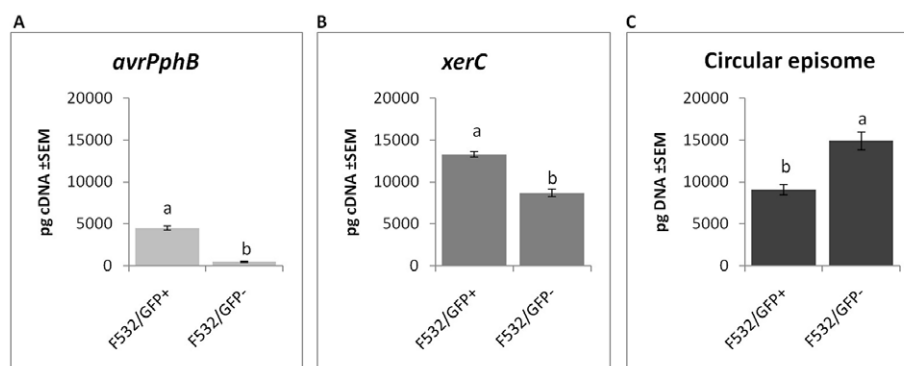 A
avrPphB
20000
15000
10000
5000
0
pg cDNA ±SEM
a
b
F532/GFP+
F532/GFP-
B
xerC
20000
15000
10000
5000
0
pg cDNA ±SEM
a
b
F532/GFP+
F532/GFP-
C
Circular episome
20000
15000
10000
5000
0
pg DNA ±SEM
b
a
F532/GFP+
F532/GFP-